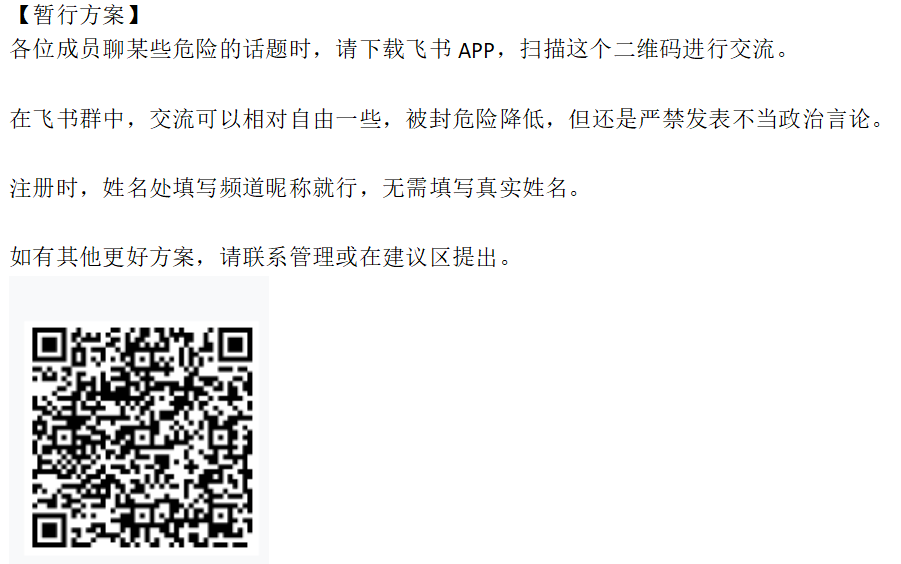 【暂行方案】
各位成员聊某些危险的话题时，请下载飞书 APP，扫描这个二维码进行交流。
在飞书群中，交流可以相对自由一些，被封危险降低，但还是严禁发表不当政治言论。
注册时，姓名处填写频道昵称就行，无需填写真实姓名。
如有其他更好方案，请联系管理或在建议区提出。